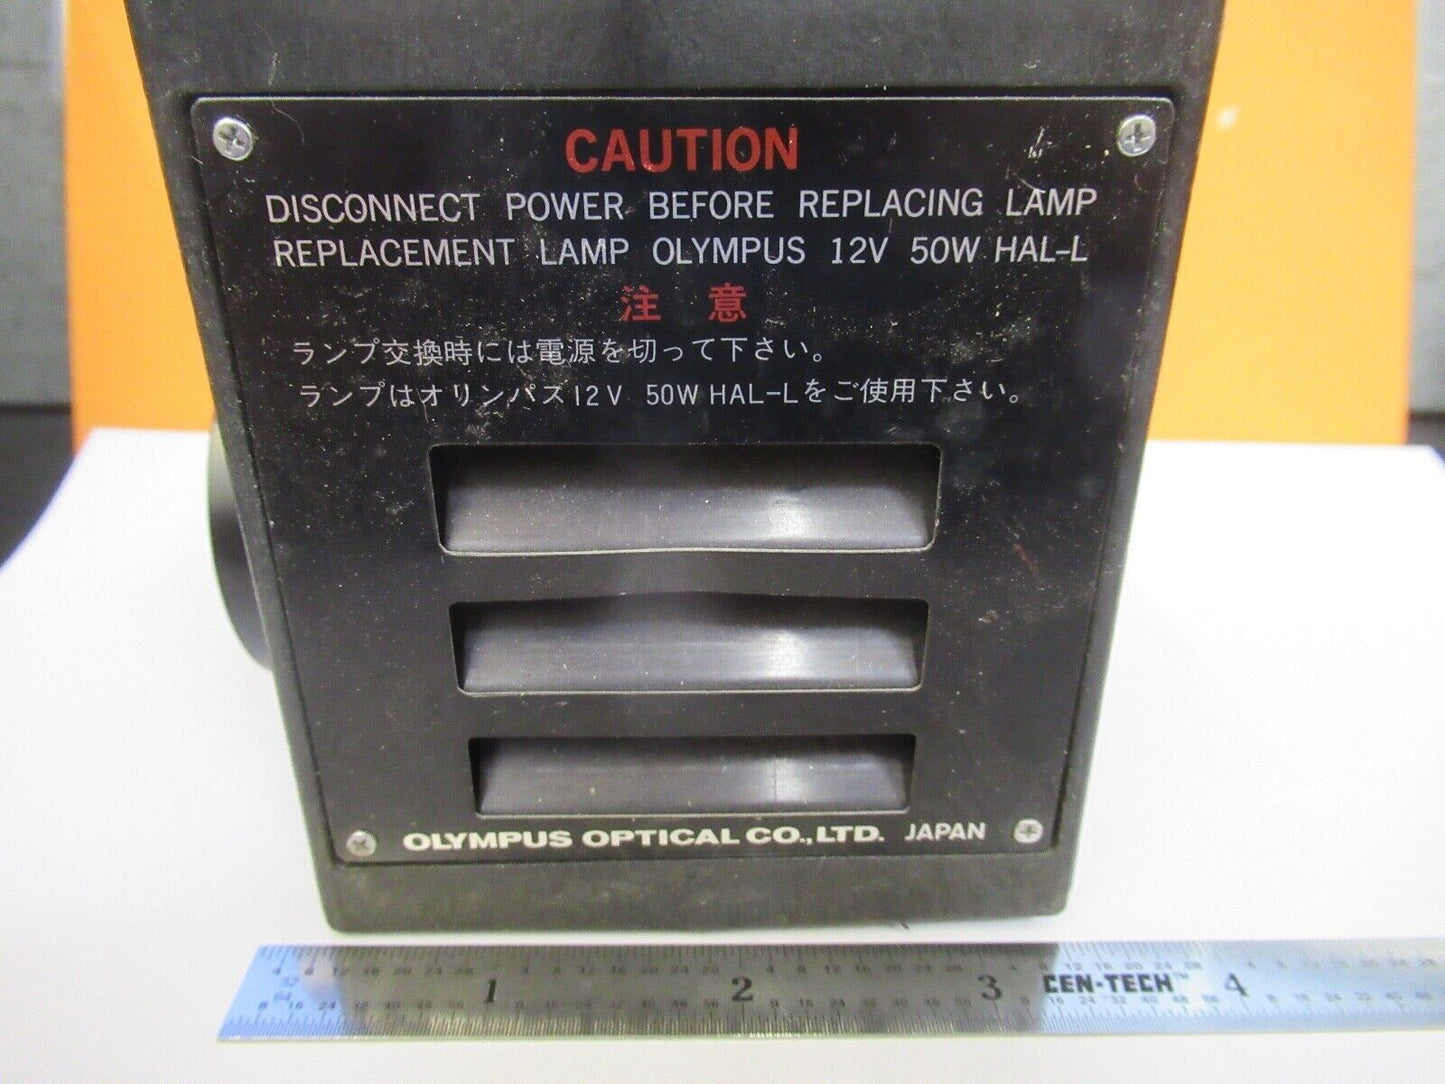 CAUTION
DISCONNECT POWER BEFORE REPLACING LAMP
REPLACEMENT LAMP OLYMPUS 12V 50W HAL-L
注意
ランプ交換時には電源を切って下さい。
ランプはオリンパス12V 50W HAL-Lをご使用下さい。
OLYMPUS OPTICAL CO.,LTD. JAPAN
1 2 3 CEN-TECH™ 4